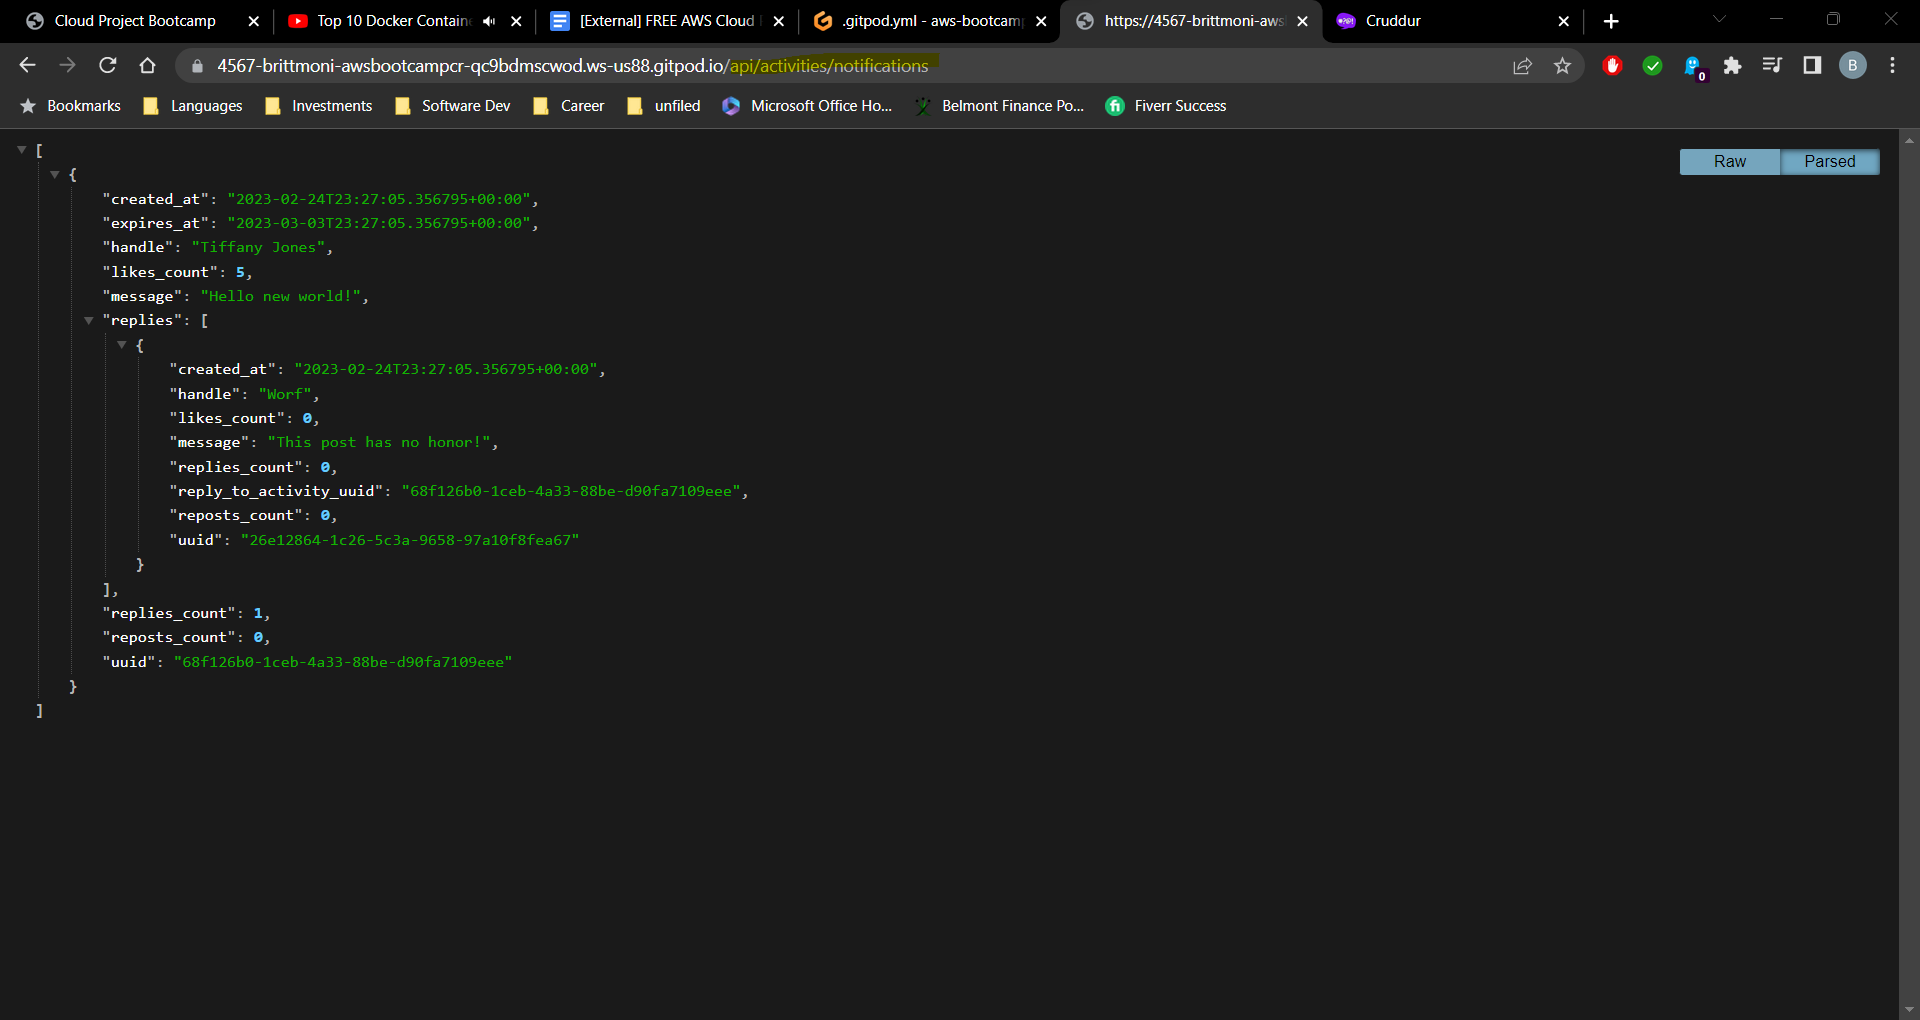 Cloud Project Bootcamp
Top 10 Docker Containe
[External] FREE AWS Cloud
.gitpod.yml - aws-bootcamp
https://4567-brittmoni-aws
Cruddur
4567-brittmoni-awsbootcampcr-qc9bdmscwod.ws-us88.gitpod.io/api/activities/notifications
0
B
Bookmarks
Languages
Investments
Software Dev
Career
unfiled
Microsoft Office Ho...
Belmont Finance Po...
Fiverr Success
Raw
Parsed
[
{
"created_at": "2023-02-24T23:27:05.356795+00:00",
"expires_at": "2023-03-03T23:27:05.356795+00:00",
"handle": "Tiffany Jones",
"likes_count": 5,
"message": "Hello new world!",
"replies": [
{
"created_at": "2023-02-24T23:27:05.356795+00:00",
"handle": "Worf",
"likes_count": 0,
"message": "This post has no honor!",
"replies_count": 0,
"reply_to_activity_uuid": "68f126b0-1ceb-4a33-88be-d90fa7109eee",
"reposts_count": 0,
"uuid": "26e12864-1c26-5c3a-9658-97a10f8fea67"
}
],
"replies_count": 1,
"reposts_count": 0,
"uuid": "68f126b0-1ceb-4a33-88be-d90fa7109eee"
}
]